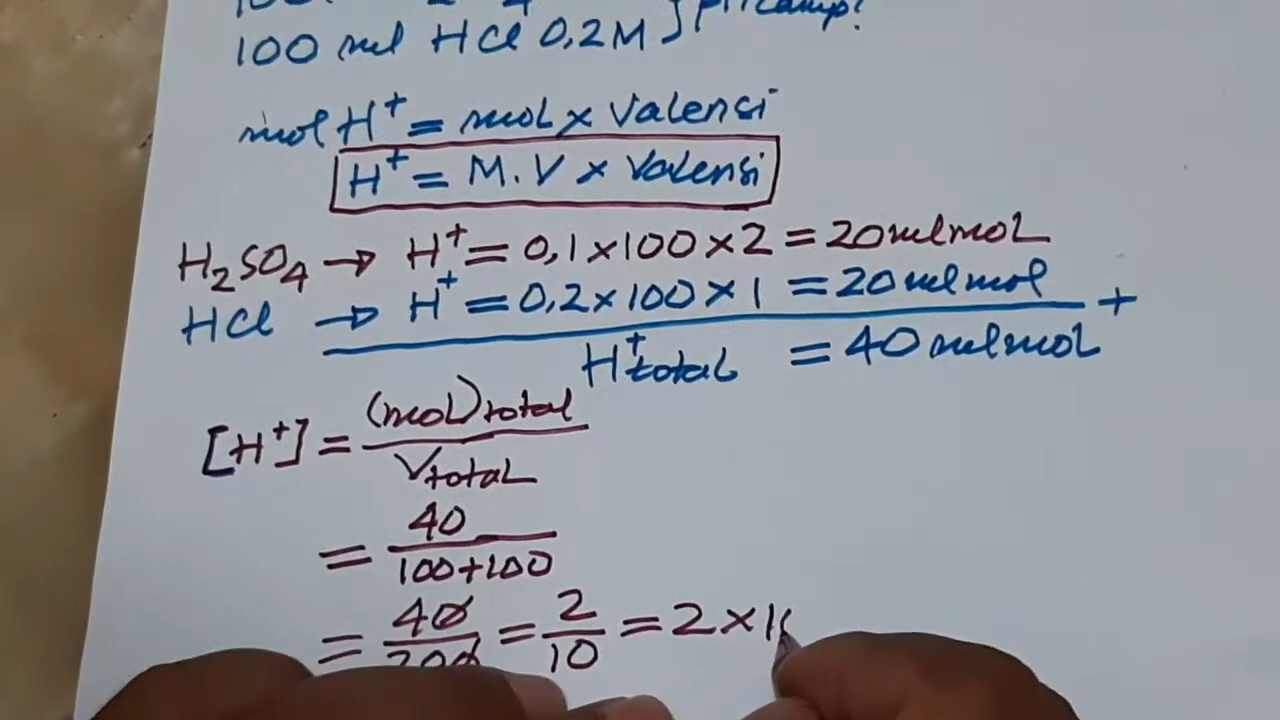 100 ml HCl 0,2M } pH camp?
mol H⁺ = mol x Valensi
H⁺ = M.V x Valensi
H₂SO₄ → H⁺ = 0,1 x 100 x 2 = 20 mlmol
HCl → H⁺ = 0,2 x 100 x 1 = 20 mlmol +
H⁺total = 40 mlmol
[H⁺] = (mol)total / Vtotal
= 40 / 100+100
= 40 / 200 = 2 / 10 = 2 x 1